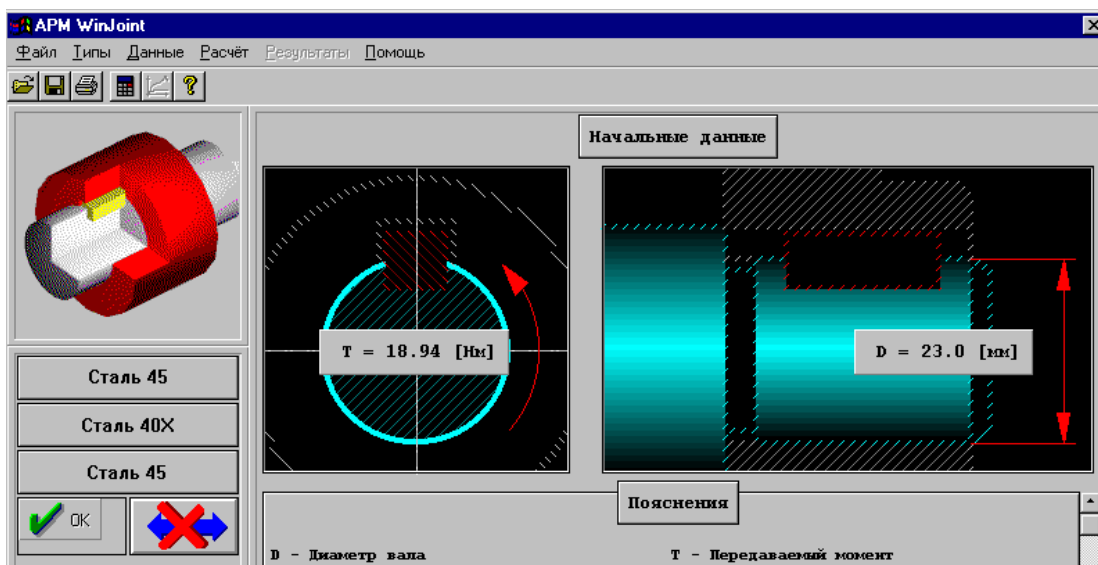 APM WinJoint
Файл Типы Данные Расчёт Результаты Помощь
Начальные данные
T = 18.94 [Нм]
D = 23.0 [мм]
Сталь 45
Сталь 40Х
Сталь 45
OK
Пояснения
D - Диаметр вала
T - Передаваемый момент